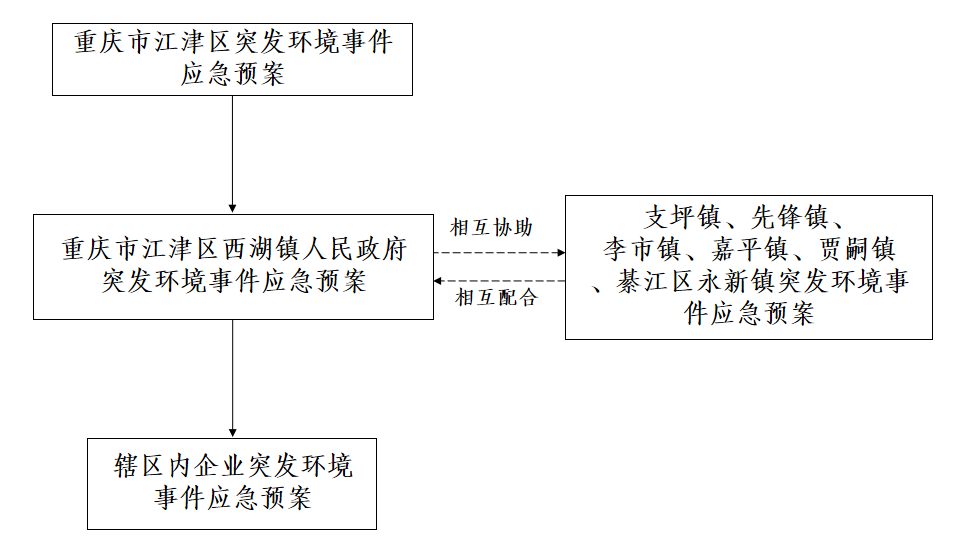 重庆市江津区突发环境事件
应急预案
重庆市江津区西湖镇人民政府
突发环境事件应急预案
相互协助
相互配合
支坪镇、先锋镇、
李市镇、嘉平镇、贾嗣镇
、綦江区永新镇突发环境事
件应急预案
辖区内企业突发环境
事件应急预案